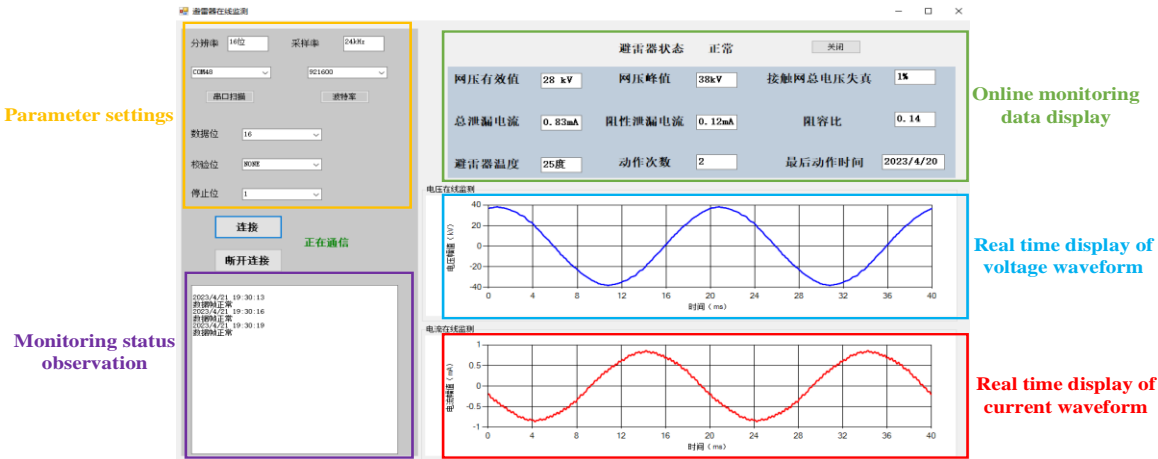 避雷器在线监测
Parameter settings
分辨率 16位 采样率 24kHz
COM48 921600
串口扫描 波特率
数据位 16
校验位 NONE
停止位 1
连接
正在通信
断开连接
Monitoring status
observation
2023/4/21 19:30:13
数据帧正常
2023/4/21 19:30:16
数据帧正常
2023/4/21 19:30:19
数据帧正常
避雷器状态 正常 关闭
网压有效值 28 kV 网压峰值 38kV 接触网总电压失真 1%
总泄漏电流 0.83mA 阻性泄漏电流 0.12mA 阻容比 0.14
避雷器温度 25度 动作次数 2 最后动作时间 2023/4/20
Online monitoring
data display
电压在线监测
电压幅值（kV）
40
20
0
-20
-40
0 4 8 12 16 20 24 28 32 36 40
时间（ms）
Real time display of
voltage waveform
电流在线监测
电流幅值（mA）
1
0.5
0
-0.5
-1
0 4 8 12 16 20 24 28 32 36 40
时间（ms）
Real time display of
current waveform